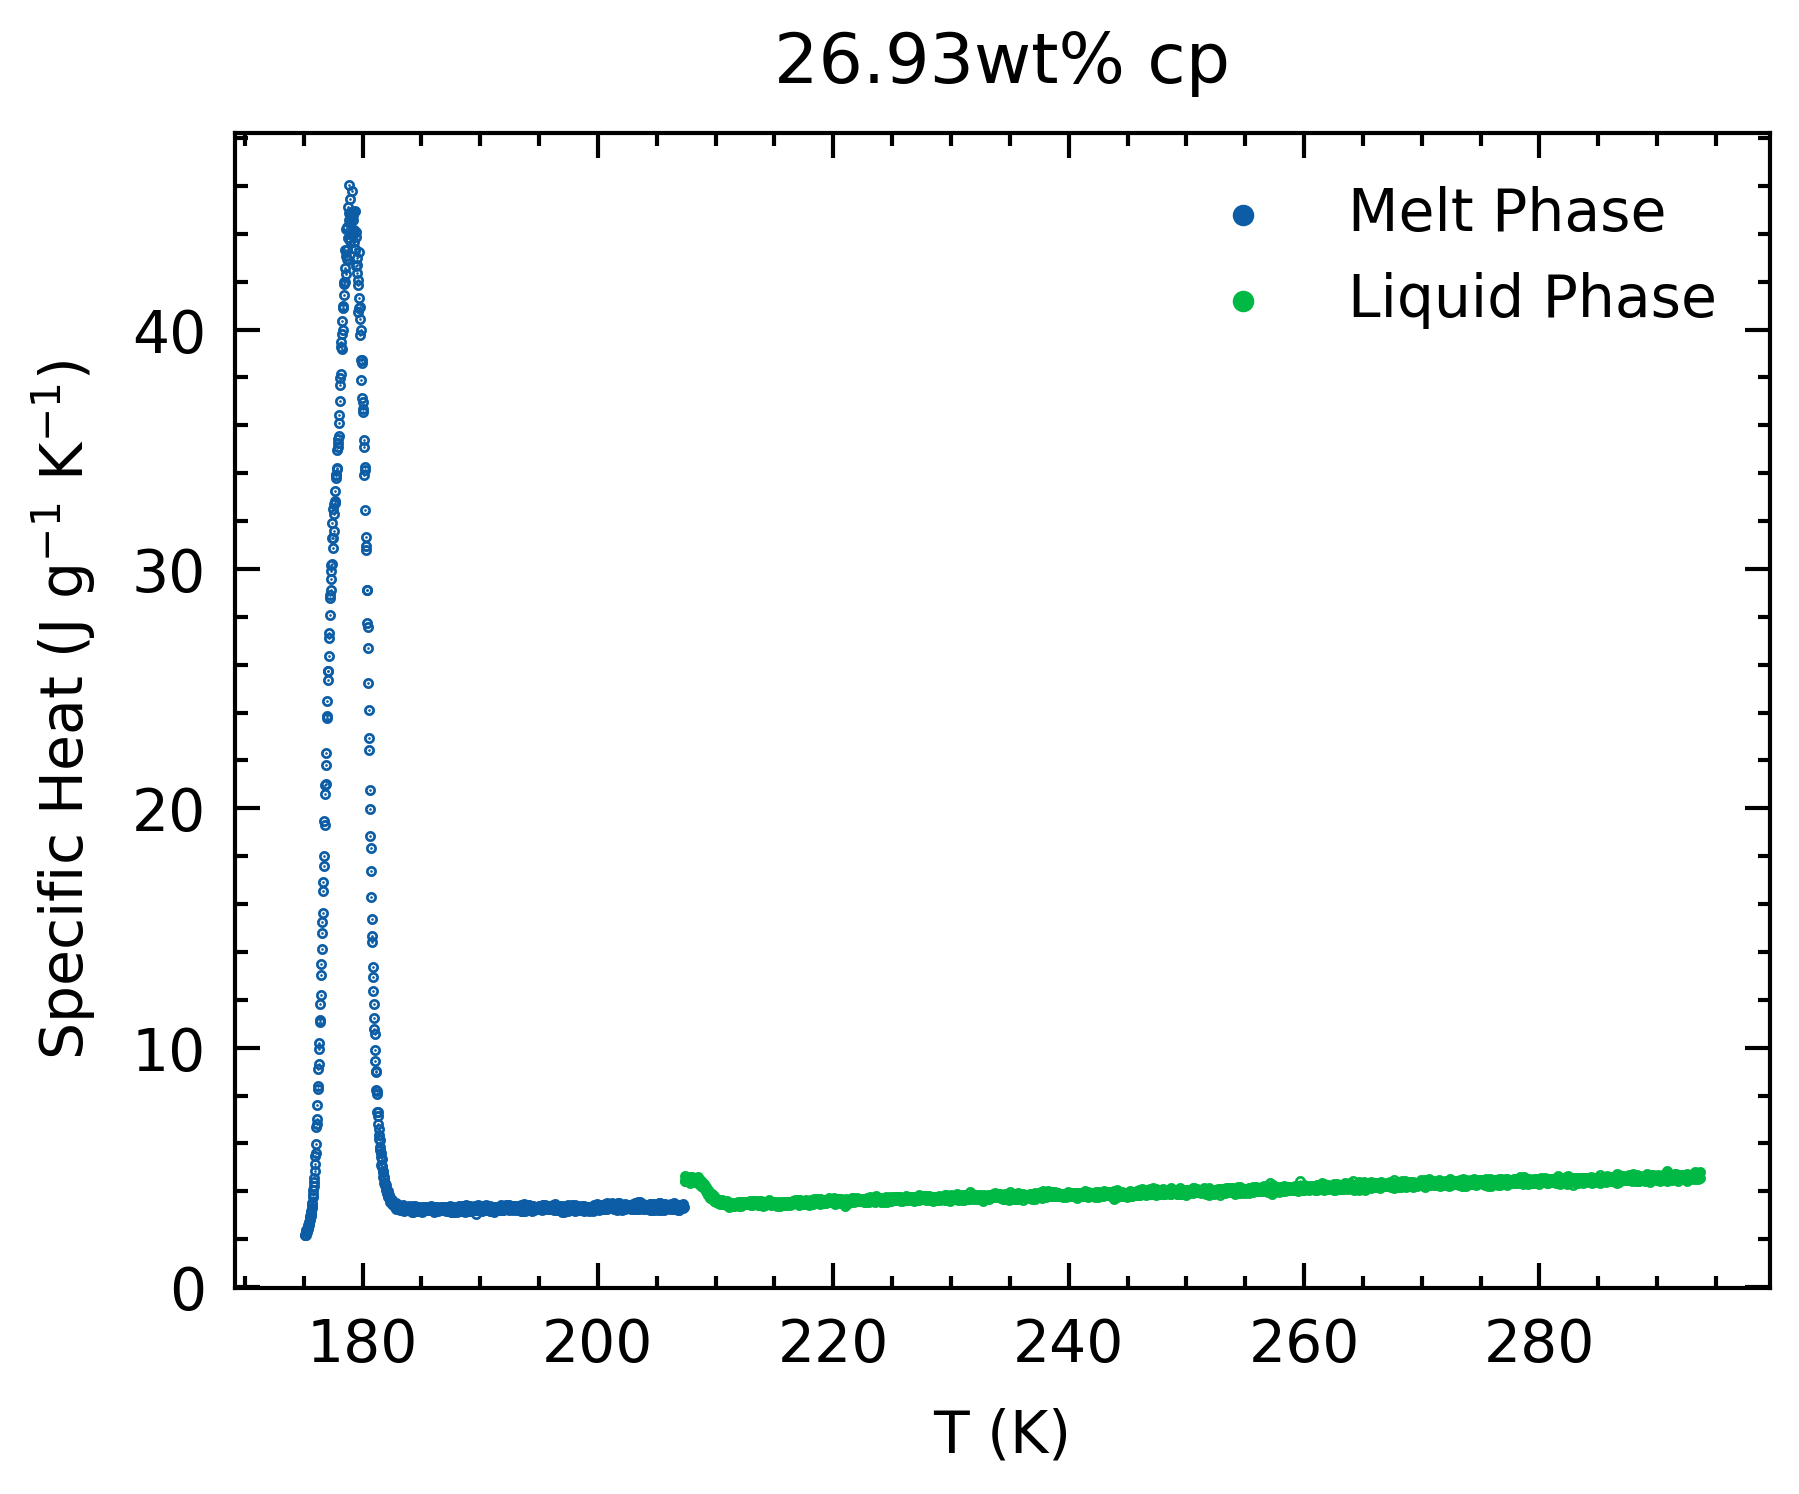 26.93wt% cp
Melt Phase
Liquid Phase
Specific Heat (J g⁻¹ K⁻¹)
40
30
20
10
0
180 200 220 240 260 280
T (K)